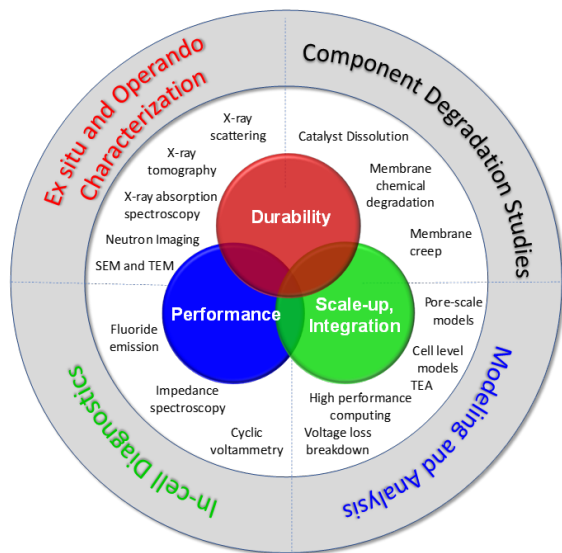 Ex situ and Operando
Characterization
Component Degradation Studies
X-ray
scattering
X-ray
tomography
X-ray absorption
spectroscopy
Neutron Imaging
SEM and TEM
Catalyst Dissolution
Membrane
chemical
degradation
Membrane
creep
Durability
Performance
Scale-up,
Integration
Fluoride
emission
Impedance
spectroscopy
Cyclic
voltammetry
Pore-scale
models
Cell level
models
TEA
High performance
computing
Voltage loss
breakdown
In-cell Diagnostics
Modeling and Analysis